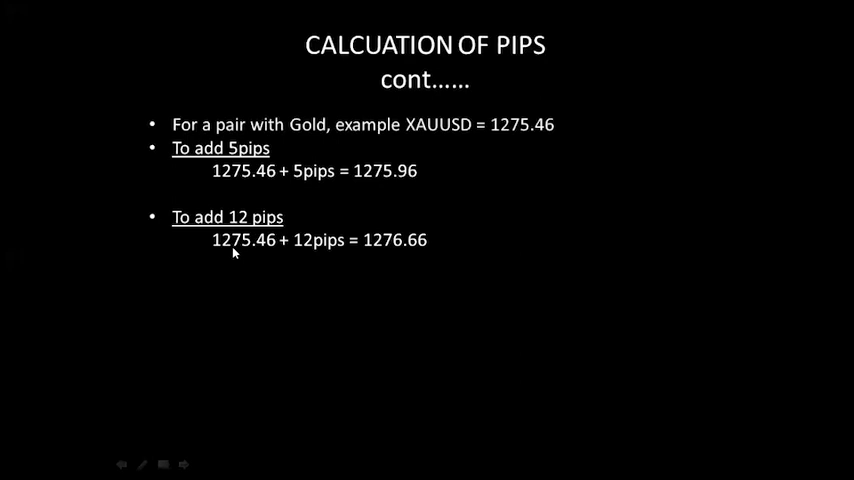 CALCUATION OF PIPS
cont......
• For a pair with Gold, example XAUUSD = 1275.46
• To add 5pips
1275.46 + 5pips = 1275.96
• To add 12 pips
1275.46 + 12pips = 1276.66